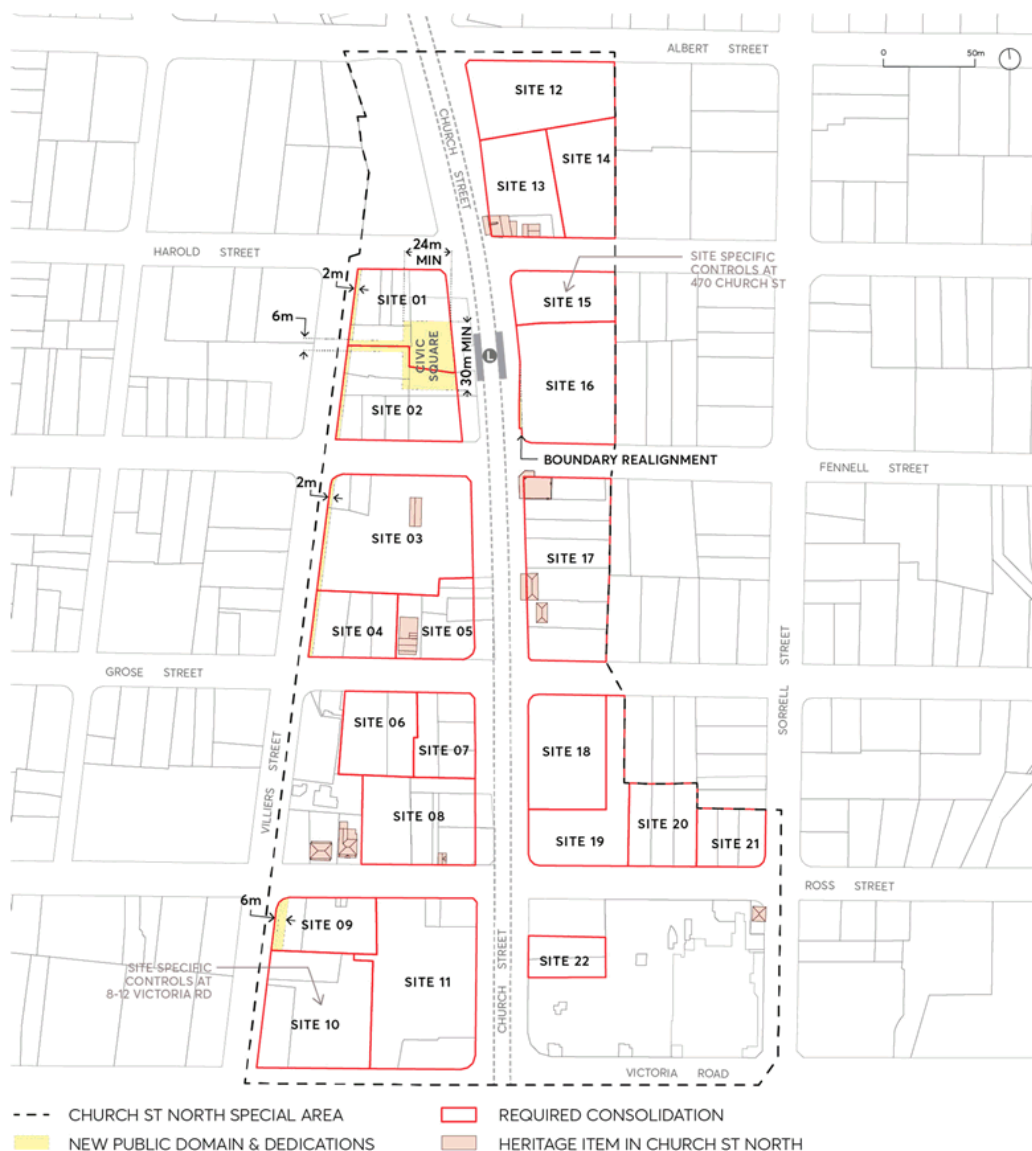 ALBERT STREET
0 50m
CHURCH STREET
SITE 12
SITE 14
SITE 13
HAROLD STREET
24m
MIN
SITE SPECIFIC
CONTROLS AT
470 CHURCH ST
2m
SITE 01
SITE 15
6m
CIVIC
SQUARE
30m MIN
L
SITE 16
SITE 02
BOUNDARY REALIGNMENT
FENNELL STREET
2m
SITE 03
SITE 17
SITE 04
SITE 05
GROSE STREET
SORRELL STREET
SITE 06
SITE 07
SITE 18
VILLIERS STREET
SITE 08
SITE 19
SITE 20
SITE 21
ROSS STREET
6m
SITE 09
SITE SPECIFIC
CONTROLS AT
8-12 VICTORIA RD
SITE 10
SITE 11
SITE 22
CHURCH STREET
VICTORIA ROAD
CHURCH ST NORTH SPECIAL AREA
REQUIRED CONSOLIDATION
NEW PUBLIC DOMAIN & DEDICATIONS
HERITAGE ITEM IN CHURCH ST NORTH